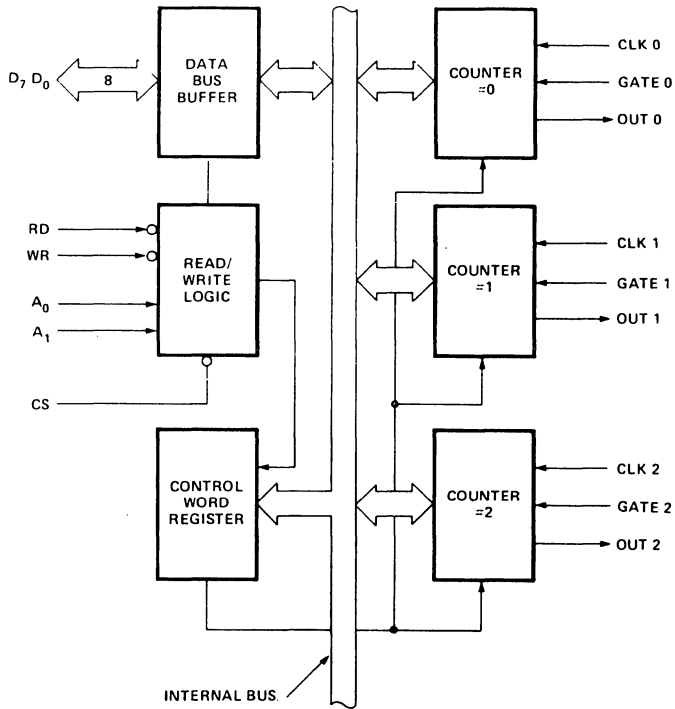 D7 D0
8
DATA
BUS
BUFFER
COUNTER
=0
CLK 0
GATE 0
OUT 0
RD
WR
A0
A1
CS
READ/
WRITE
LOGIC
COUNTER
=1
CLK 1
GATE 1
OUT 1
CONTROL
WORD
REGISTER
COUNTER
=2
CLK 2
GATE 2
OUT 2
INTERNAL BUS